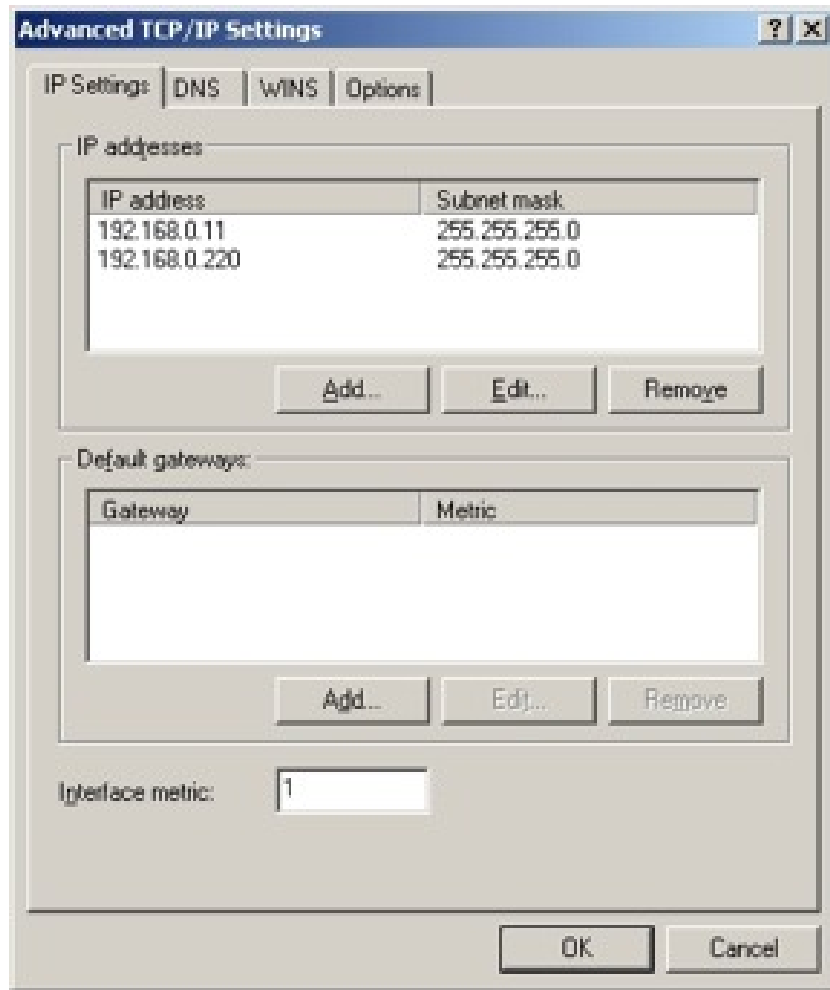 Advanced TCP/IP Settings
IP Settings DNS WINS Options
IP addresses
IP address Subnet mask
192.168.0.11 255.255.255.0
192.168.0.220 255.255.255.0
Add... Edit... Remove
Default gateways:
Gateway Metric
Add... Edit... Remove
Interface metric: 1
OK Cancel